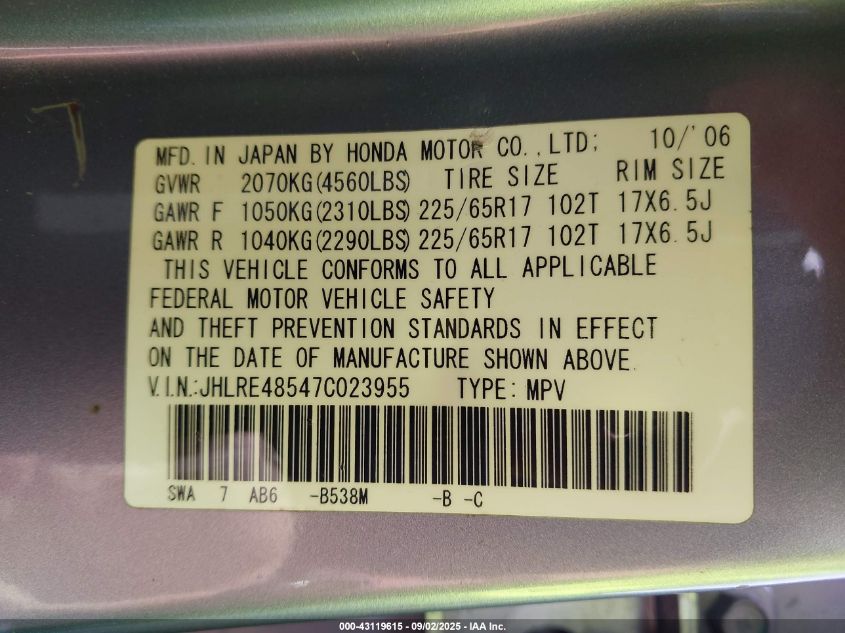 MFD. IN JAPAN BY HONDA MOTOR CO.,LTD; 10/'06
GVWR 2070KG(4560LBS) TIRE SIZE RIM SIZE
GAWR F 1050KG(2310LBS) 225/65R17 102T 17X6.5J
GAWR R 1040KG(2290LBS) 225/65R17 102T 17X6.5J
THIS VEHICLE CONFORMS TO ALL APPLICABLE
FEDERAL MOTOR VEHICLE SAFETY
AND THEFT PREVENTION STANDARDS IN EFFECT
ON THE DATE OF MANUFACTURE SHOWN ABOVE.
V.I.N.:JHLRE48547C023955 TYPE: MPV
SWA 7 AB6 -B538M -B -C
000-43119615 - 09/02/2025 - IAA Inc.